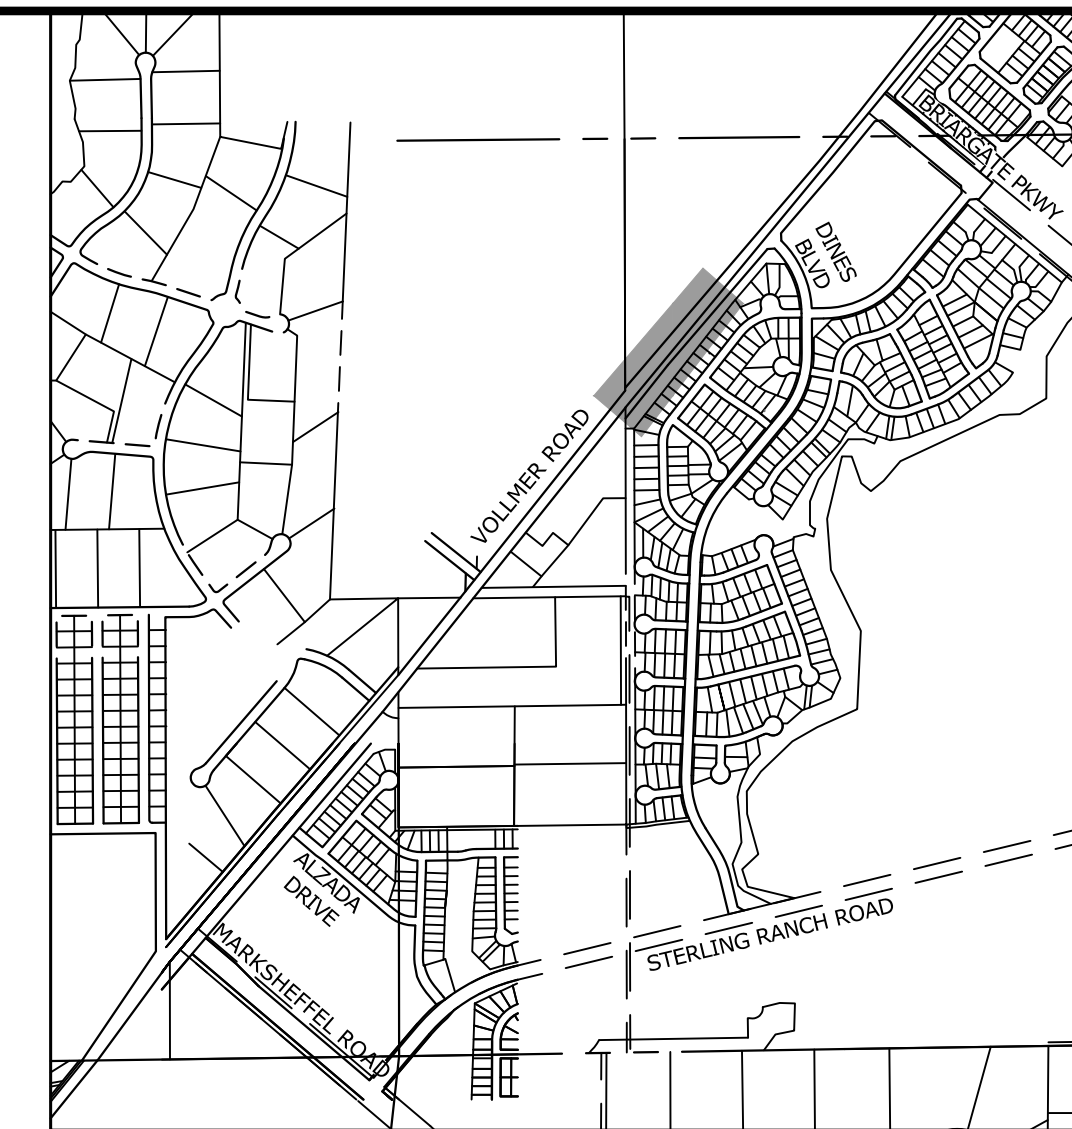 BRIARGATE PKWY
DINES
BLVD
VOLLMER ROAD
ALZADA
DRIVE
MARKSHEFFEL ROAD
STERLING RANCH ROAD